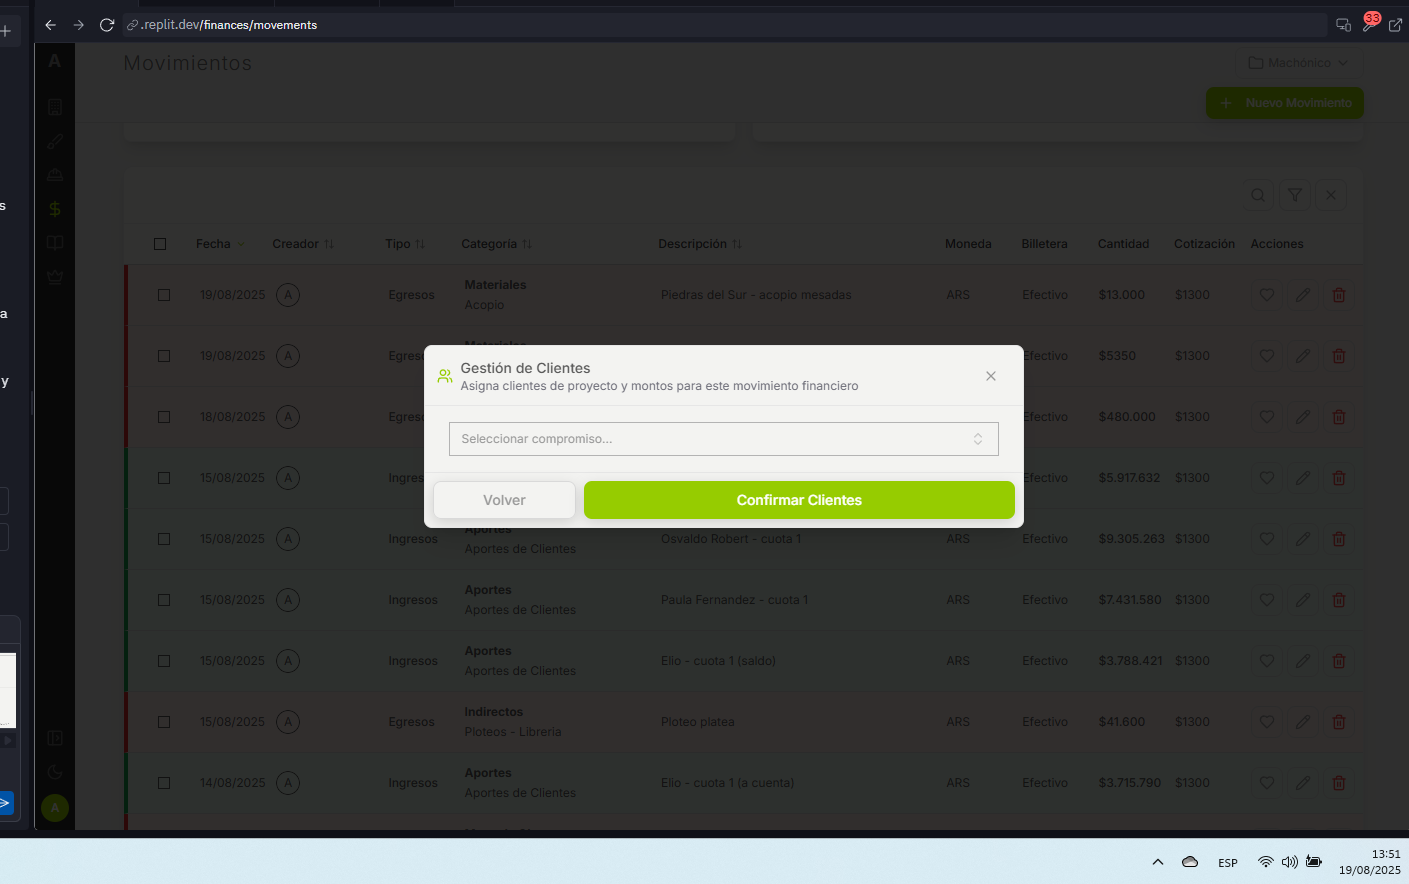 .replit.dev/finances/movements
33
A
Movimientos
Machónico
+ Nuevo Movimiento
s
a
y
Fecha Creador Tipo Categoría Descripción Moneda Billetera Cantidad Cotización Acciones
19/08/2025 A Egresos Materiales Acopio Piedras del Sur - acopio mesadas ARS Efectivo $13.000 $1300
19/08/2025 A Egreso Efectivo $5350 $1300
Gestión de Clientes
Asigna clientes de proyecto y montos para este movimiento financiero
Seleccionar compromiso...
Volver
Confirmar Clientes
18/08/2025 A Egreso Efectivo $480.000 $1300
15/08/2025 A Ingres Efectivo $5.917.632 $1300
15/08/2025 A Ingresos Aportes Aportes de Clientes Osvaldo Robert - cuota 1 ARS Efectivo $9.305.263 $1300
15/08/2025 A Ingresos Aportes Aportes de Clientes Paula Fernandez - cuota 1 ARS Efectivo $7.431.580 $1300
15/08/2025 A Ingresos Aportes Aportes de Clientes Elio - cuota 1 (saldo) ARS Efectivo $3.788.421 $1300
15/08/2025 A Egresos Indirectos Ploteos - Libreria Ploteo platea ARS Efectivo $41.600 $1300
14/08/2025 A Ingresos Aportes Aportes de Clientes Elio - cuota 1 (a cuenta) ARS Efectivo $3.715.790 $1300
A
ESP
13:51
19/08/2025